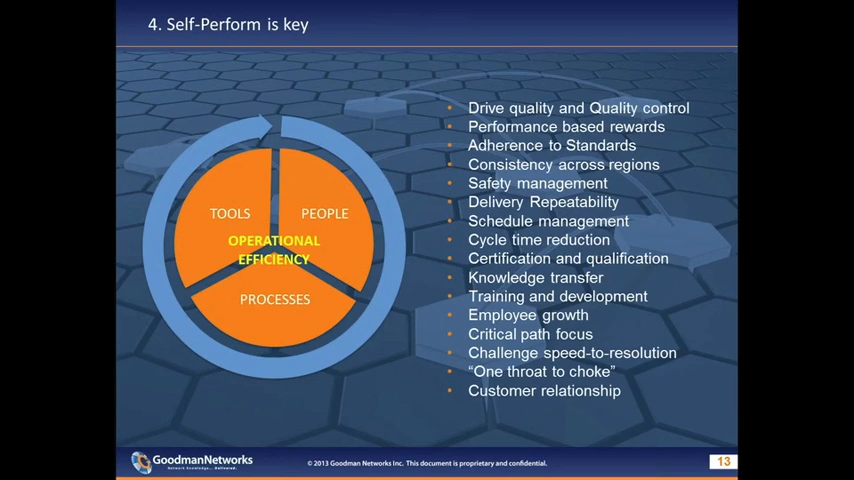 4. Self-Perform is key
TOOLS
PEOPLE
OPERATIONAL
EFFICIENCY
PROCESSES
• Drive quality and Quality control
• Performance based rewards
• Adherence to Standards
• Consistency across regions
• Safety management
• Delivery Repeatability
• Schedule management
• Cycle time reduction
• Certification and qualification
• Knowledge transfer
• Training and development
• Employee growth
• Critical path focus
• Challenge speed-to-resolution
• “One throat to choke”
• Customer relationship
GoodmanNetworks
Network Knowledge... Delivered.
© 2013 Goodman Networks Inc. This document is proprietary and confidential.
13